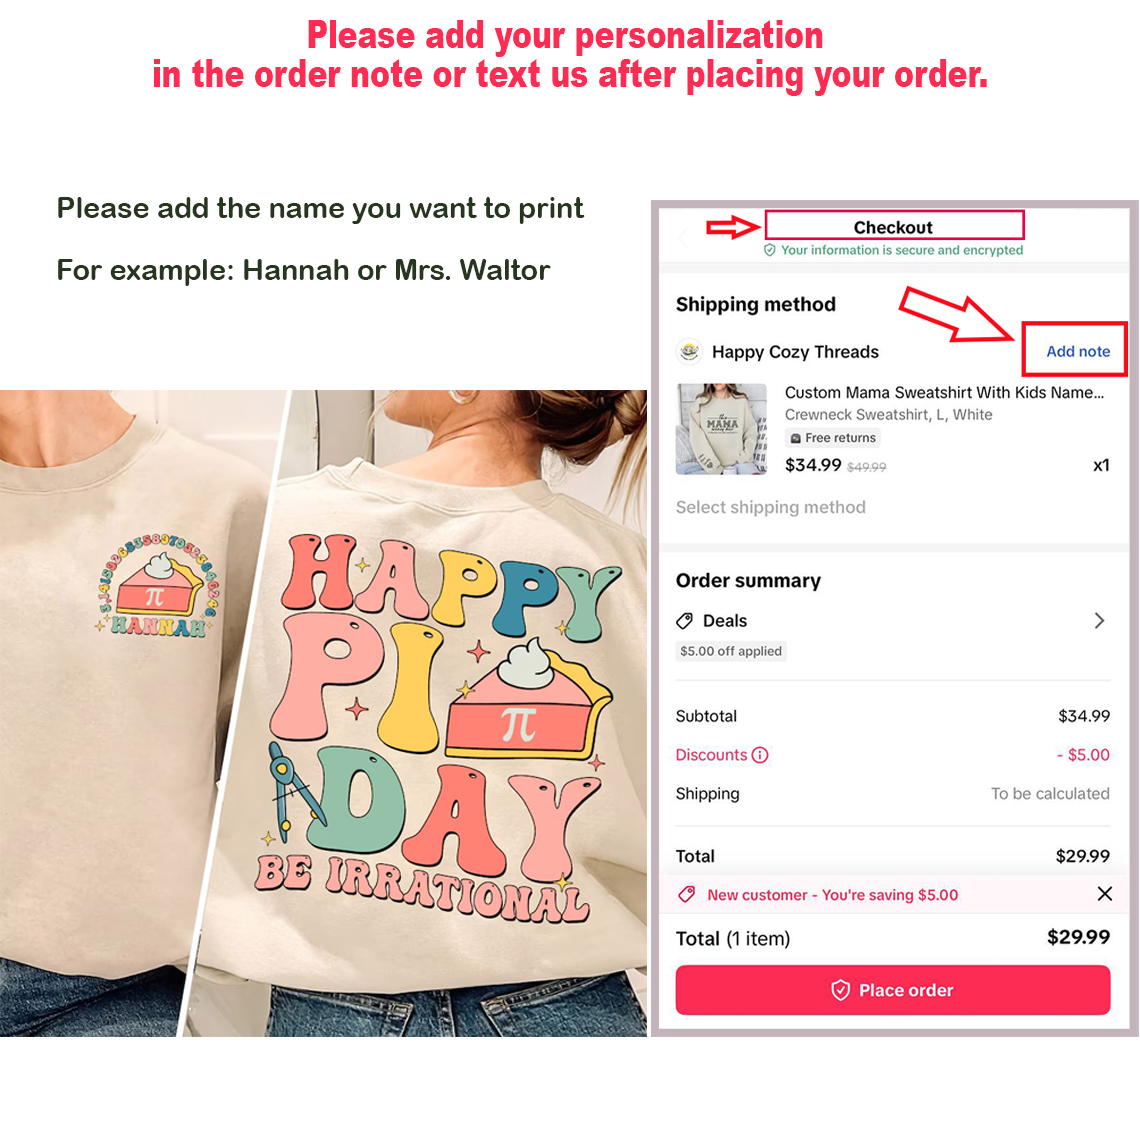 Please add your personalization
in the order note or text us after placing your order.
Please add the name you want to print
For example: Hannah or Mrs. Waltor
π
HANNAH
HAPPY
PI
π
DAY
BE IRRATIONAL
Checkout
Your information is secure and encrypted
Shipping method
Happy Cozy Threads
Add note
Custom Mama Sweatshirt With Kids Name...
Crewneck Sweatshirt, L, White
Free returns
$34.99 $49.99
x1
MAMA
Select shipping method
Order summary
Deals
$5.00 off applied
Subtotal
$34.99
Discounts
- $5.00
Shipping
To be calculated
Total
$29.99
New customer - You're saving $5.00
Total (1 item)
$29.99
Place order